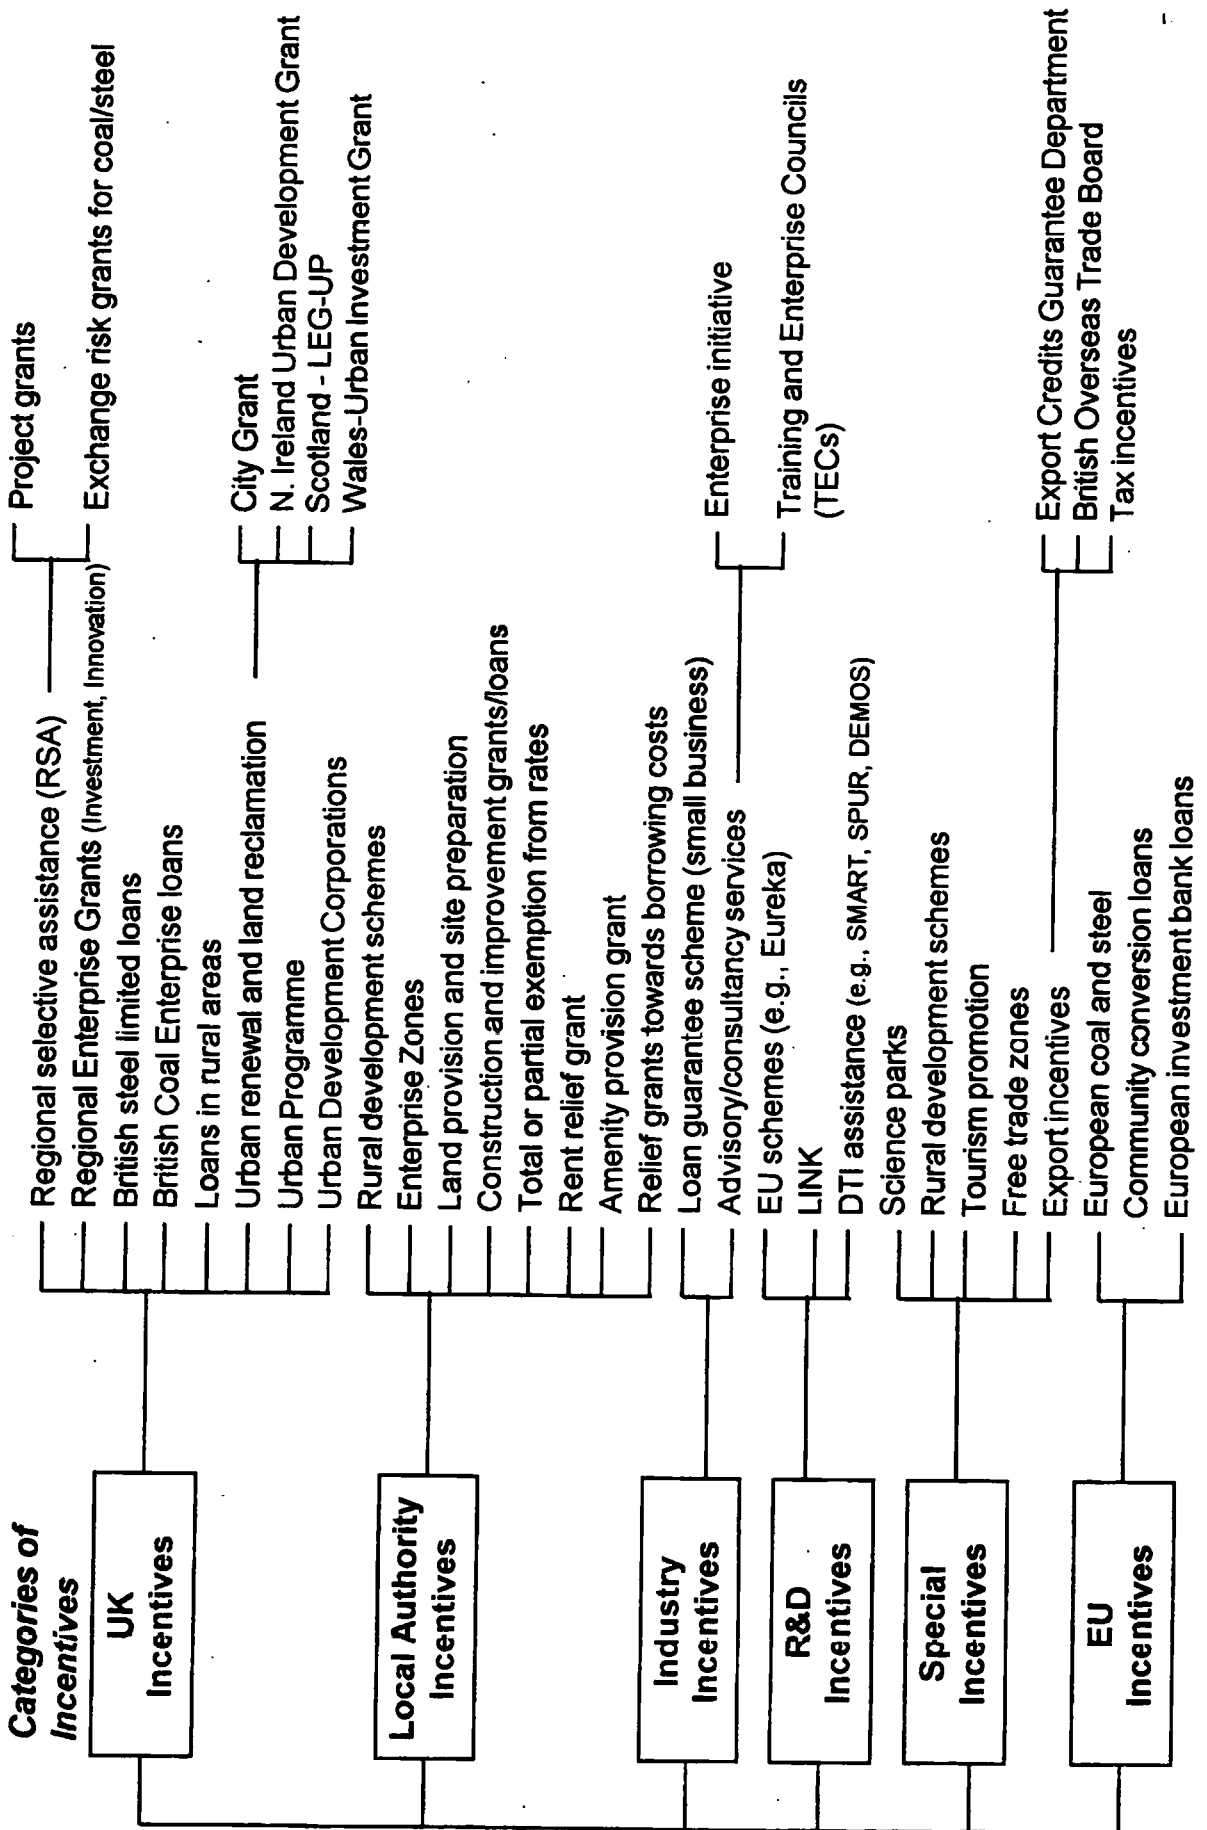 Categories of
Incentives
UK
Incentives
Regional selective assistance (RSA)
Project grants
Exchange risk grants for coal/steel
Regional Enterprise Grants (Investment, Innovation)
British steel limited loans
British Coal Enterprise loans
Loans in rural areas
Urban renewal and land reclamation
City Grant
N. Ireland Urban Development Grant
Scotland - LEG-UP
Wales-Urban Investment Grant
Urban Programme
Urban Development Corporations
Local Authority
Incentives
Rural development schemes
Enterprise Zones
Land provision and site preparation
Construction and improvement grants/loans
Total or partial exemption from rates
Rent relief grant
Amenity provision grant
Relief grants towards borrowing costs
Industry
Incentives
Loan guarantee scheme (small business)
Advisory/consultancy services
Enterprise initiative
Training and Enterprise Councils
(TECs)
R&D
Incentives
EU schemes (e.g., Eureka)
LINK
DTI assistance (e.g., SMART, SPUR, DEMOS)
Special
Incentives
Science parks
Rural development schemes
Tourism promotion
Free trade zones
Export incentives
Export Credits Guarantee Department
British Overseas Trade Board
Tax incentives
EU
Incentives
European coal and steel
Community conversion loans
European investment bank loans